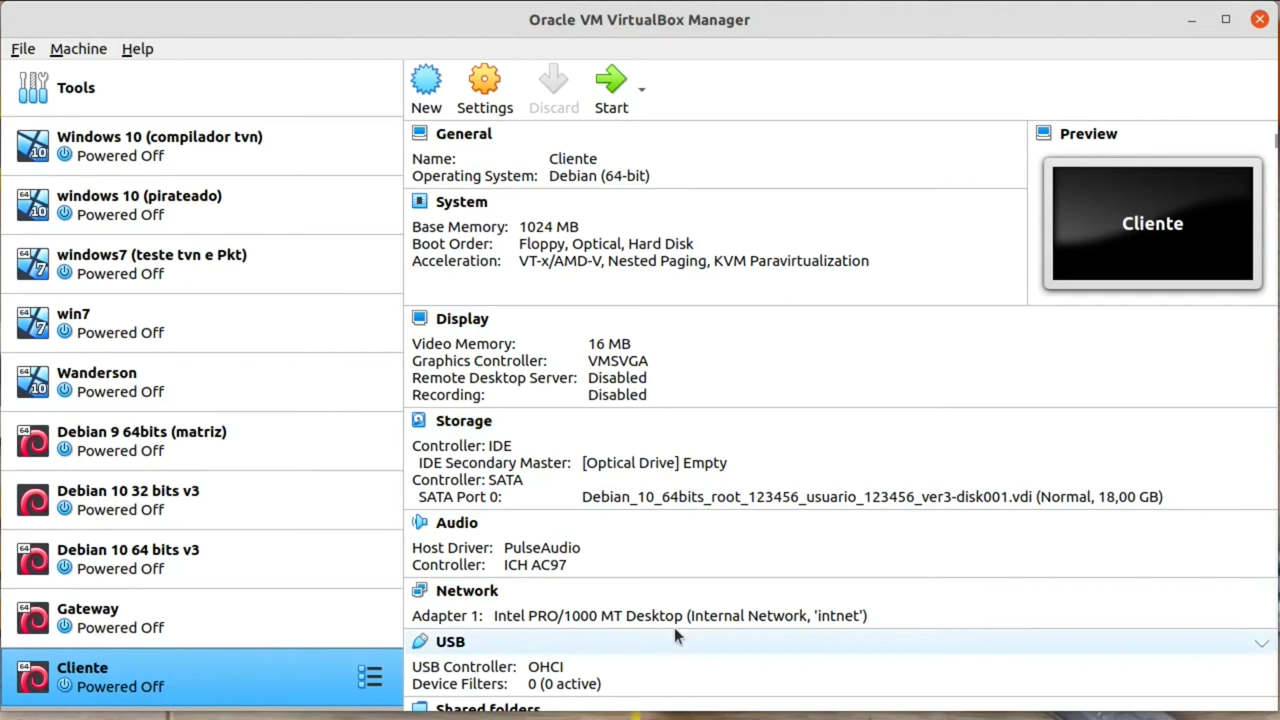 Oracle VM VirtualBox Manager
File Machine Help
Tools
Windows 10 (compilador tvn)
Powered Off
windows 10 (pirateado)
Powered Off
windows7 (teste tvn e Pkt)
Powered Off
win7
Powered Off
Wanderson
Powered Off
Debian 9 64bits (matriz)
Powered Off
Debian 10 32 bits v3
Powered Off
Debian 10 64 bits v3
Powered Off
Gateway
Powered Off
Cliente
Powered Off
New Settings Discard Start
General
Name: Cliente
Operating System: Debian (64-bit)
System
Base Memory: 1024 MB
Boot Order: Floppy, Optical, Hard Disk
Acceleration: VT-x/AMD-V, Nested Paging, KVM Paravirtualization
Preview
Cliente
Display
Video Memory: 16 MB
Graphics Controller: VMSVGA
Remote Desktop Server: Disabled
Recording: Disabled
Storage
Controller: IDE
IDE Secondary Master: [Optical Drive] Empty
Controller: SATA
SATA Port 0: Debian_10_64bits_root_123456_usuario_123456_ver3-disk001.vdi (Normal, 18,00 GB)
Audio
Host Driver: PulseAudio
Controller: ICH AC97
Network
Adapter 1: Intel PRO/1000 MT Desktop (Internal Network, 'intnet')
USB
USB Controller: OHCI
Device Filters: 0 (0 active)
Shared folders